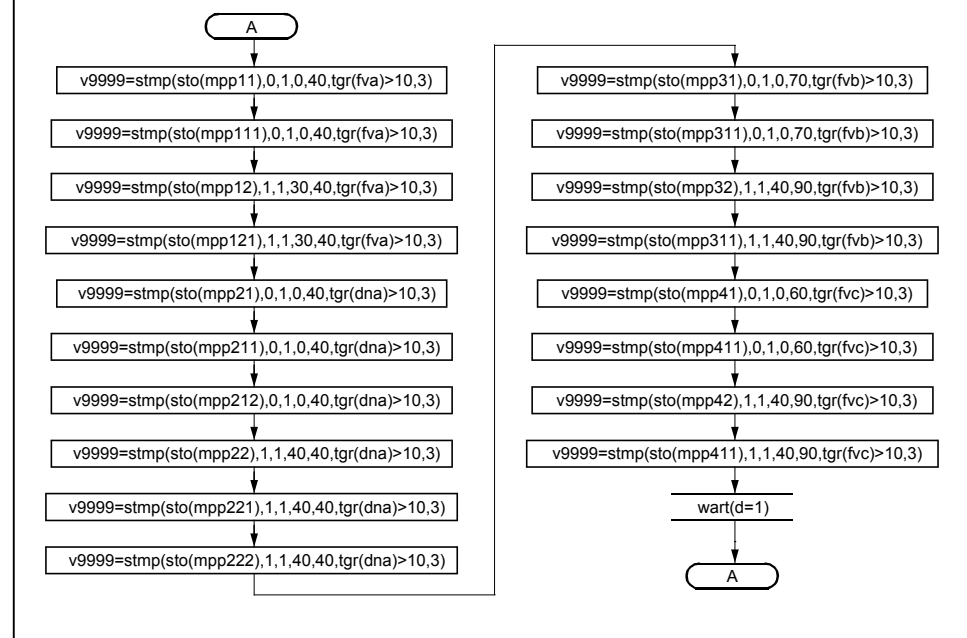 A
v9999=stmp(sto(mpp11),0,1,0,40,tgr(fva)>10,3)
v9999=stmp(sto(mpp111),0,1,0,40,tgr(fva)>10,3)
v9999=stmp(sto(mpp12),1,1,30,40,tgr(fva)>10,3)
v9999=stmp(sto(mpp121),1,1,30,40,tgr(fva)>10,3)
v9999=stmp(sto(mpp21),0,1,0,40,tgr(dna)>10,3)
v9999=stmp(sto(mpp211),0,1,0,40,tgr(dna)>10,3)
v9999=stmp(sto(mpp212),0,1,0,40,tgr(dna)>10,3)
v9999=stmp(sto(mpp22),1,1,40,40,tgr(dna)>10,3)
v9999=stmp(sto(mpp221),1,1,40,40,tgr(dna)>10,3)
v9999=stmp(sto(mpp222),1,1,40,40,tgr(dna)>10,3)
v9999=stmp(sto(mpp31),0,1,0,70,tgr(fvb)>10,3)
v9999=stmp(sto(mpp311),0,1,0,70,tgr(fvb)>10,3)
v9999=stmp(sto(mpp32),1,1,40,90,tgr(fvb)>10,3)
v9999=stmp(sto(mpp311),1,1,40,90,tgr(fvb)>10,3)
v9999=stmp(sto(mpp41),0,1,0,60,tgr(fvc)>10,3)
v9999=stmp(sto(mpp411),0,1,0,60,tgr(fvc)>10,3)
v9999=stmp(sto(mpp42),1,1,40,90,tgr(fvc)>10,3)
v9999=stmp(sto(mpp411),1,1,40,90,tgr(fvc)>10,3)
wart(d=1)
A